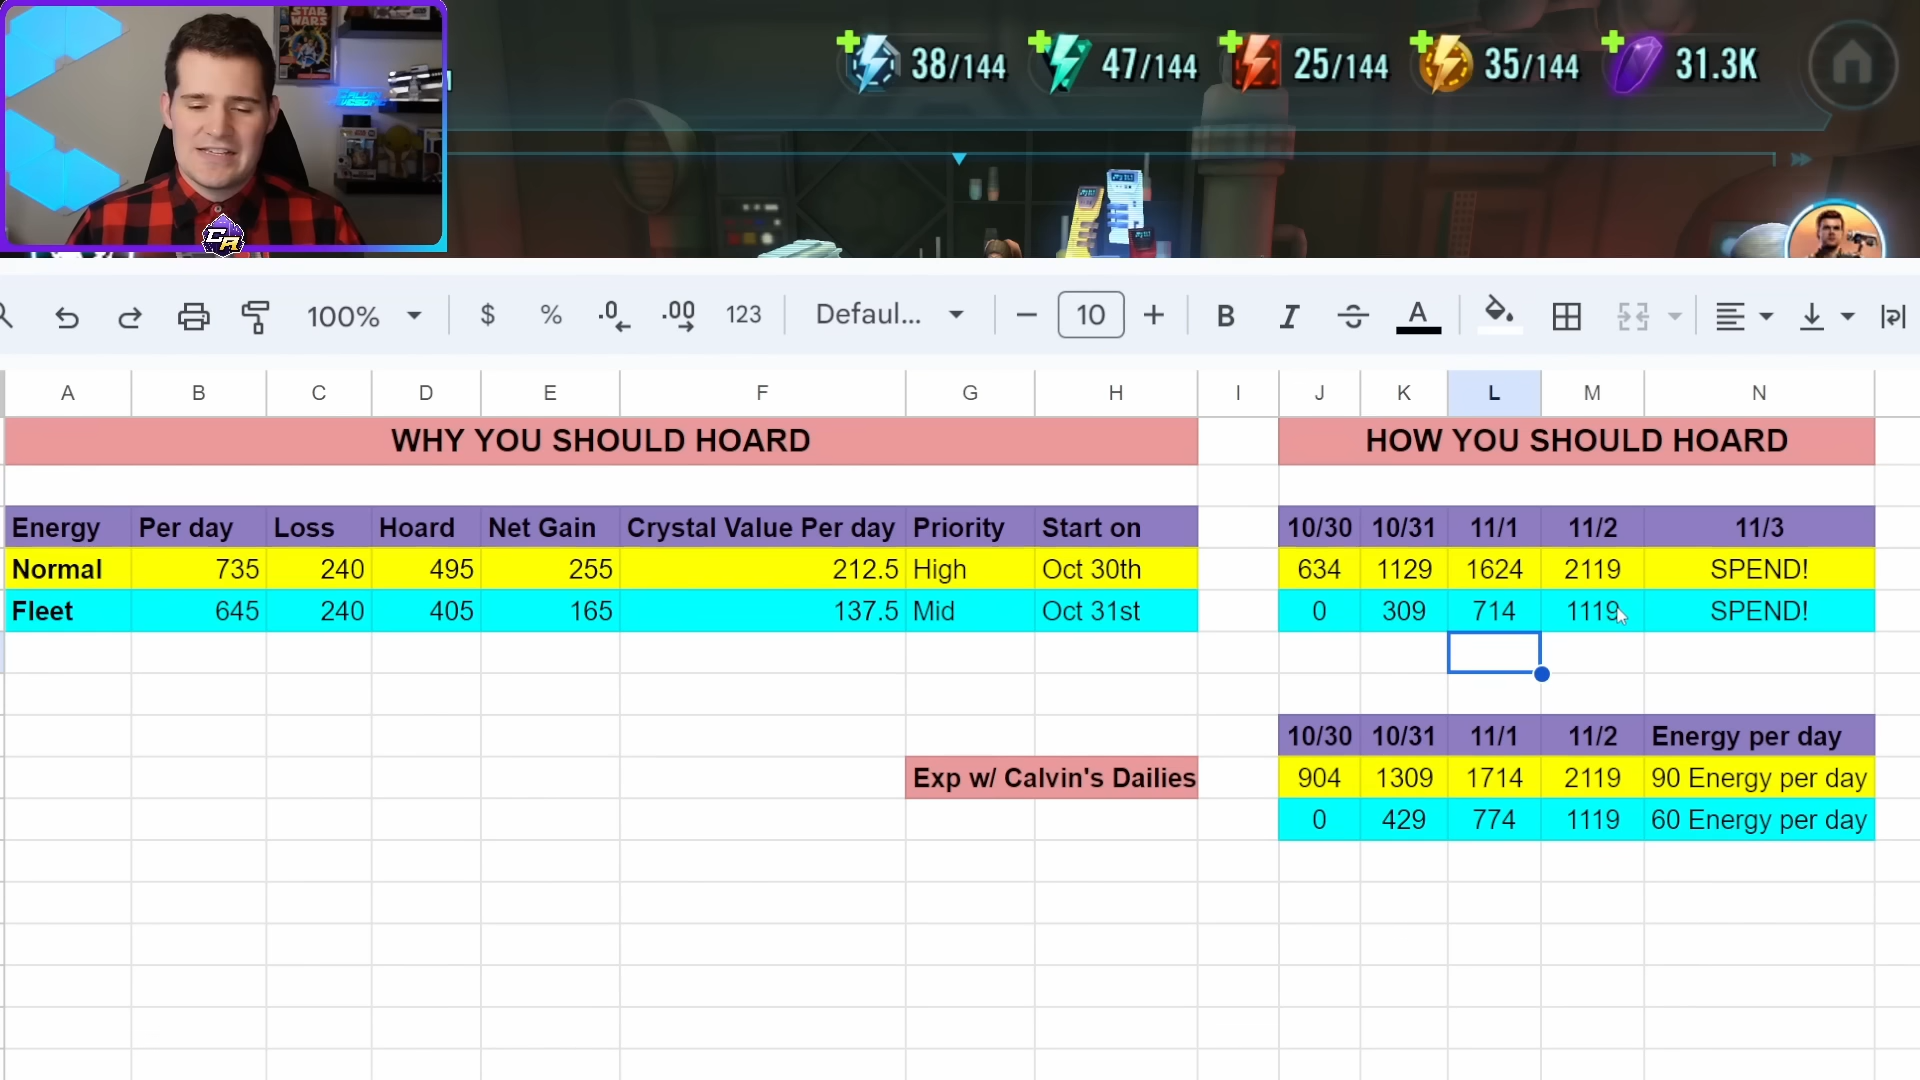 STAR WARS
CA
38/144 47/144 25/144 35/144 31.3K
100% $ % .0 .00 123 Defaul... 10 B I A
A B C D E F G H I J K L M N
WHY YOU SHOULD HOARD HOW YOU SHOULD HOARD
Energy Per day Loss Hoard Net Gain Crystal Value Per day Priority Start on 10/30 10/31 11/1 11/2 11/3
Normal 735 240 495 255 212.5 High Oct 30th 634 1129 1624 2119 SPEND!
Fleet 645 240 405 165 137.5 Mid Oct 31st 0 309 714 1119 SPEND!
10/30 10/31 11/1 11/2 Energy per day
Exp w/ Calvin's Dailies 904 1309 1714 2119 90 Energy per day
0 429 774 1119 60 Energy per day